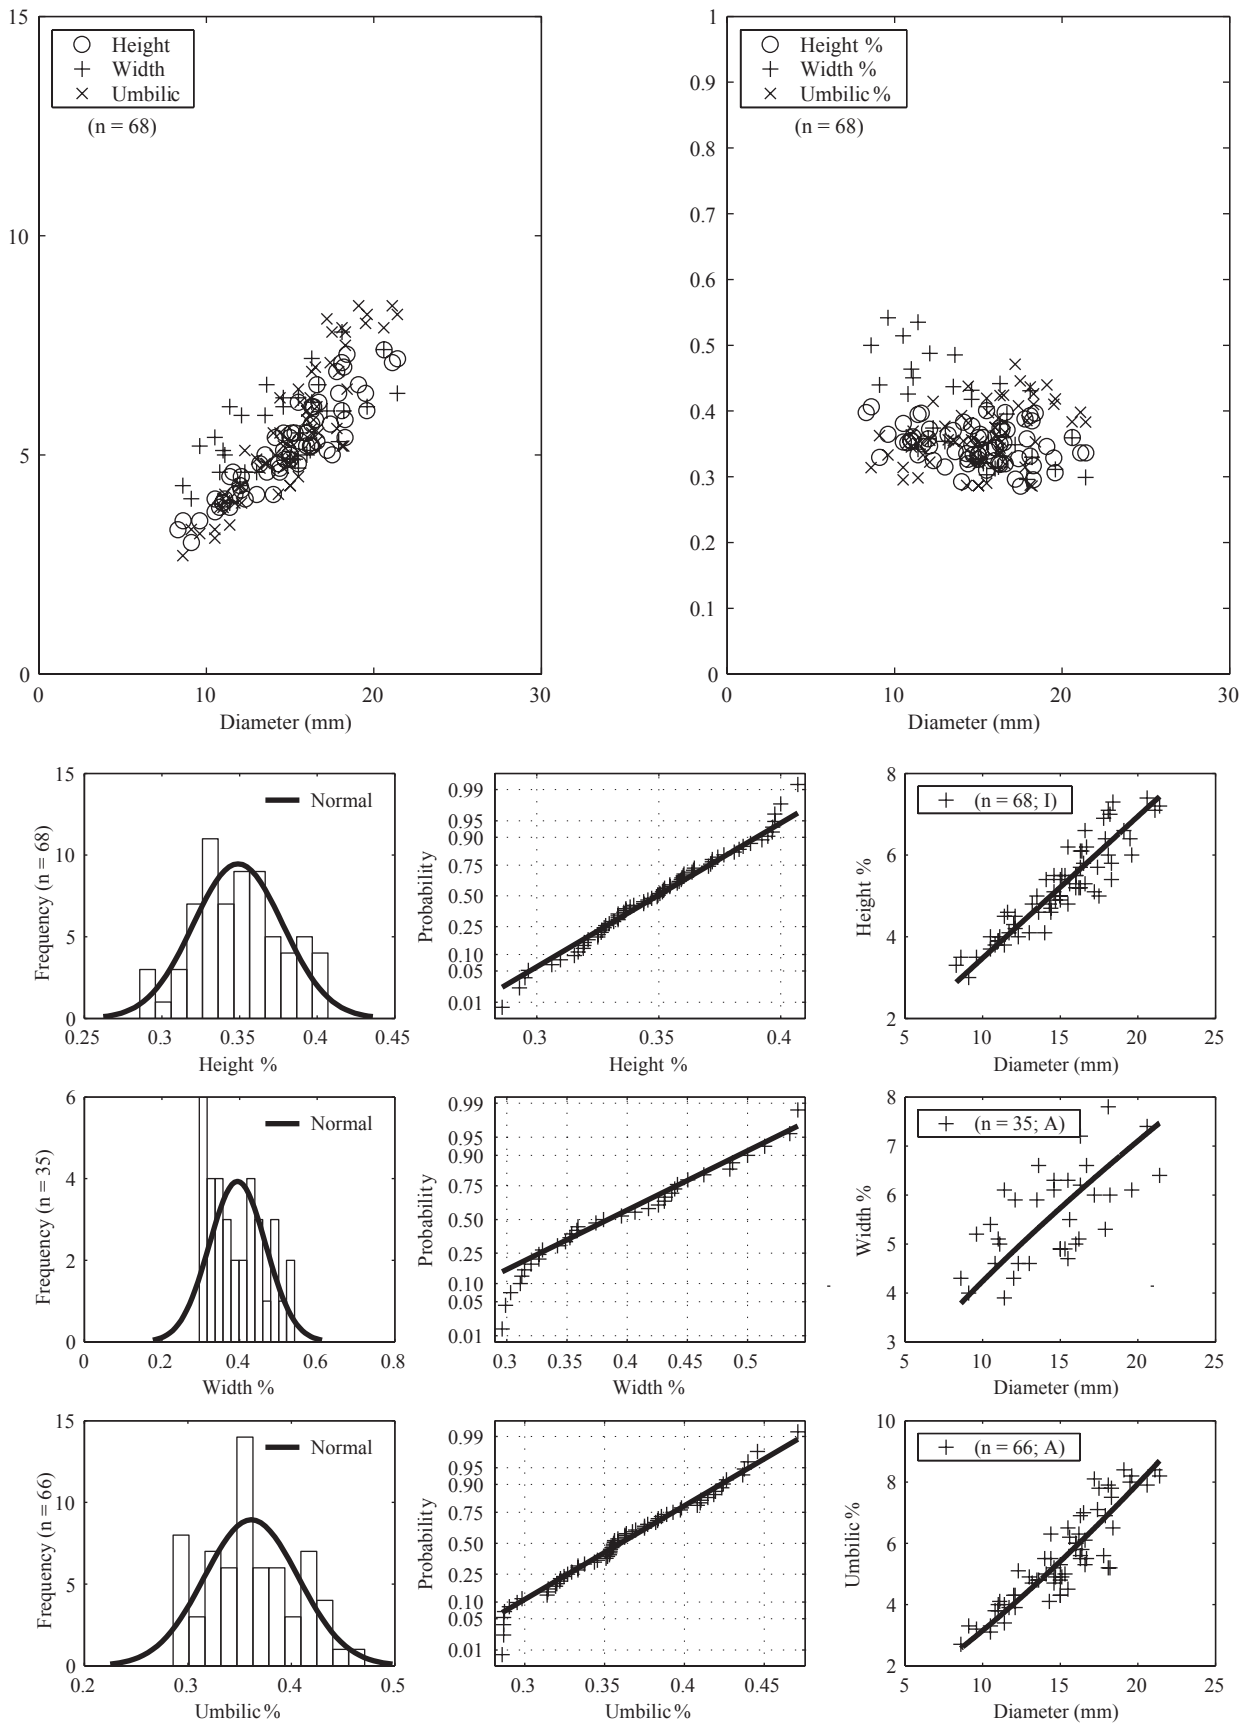 15
10
5
0
0 10 20 30
Diameter (mm)
Height
Width
Umbilic
(n = 68)
1
0.9
0.8
0.7
0.6
0.5
0.4
0.3
0.2
0.1
0
0 10 20 30
Diameter (mm)
Height %
Width %
Umbilic %
(n = 68)
15
10
5
0
0.25 0.3 0.35 0.4 0.45
Height %
Frequency (n = 68)
Normal
0.99
0.95
0.90
0.75
0.50
0.25
0.10
0.05
0.01
0.3 0.35 0.4
Height %
Probability
8
6
4
2
5 10 15 20 25
Diameter (mm)
Height %
(n = 68; I)
6
4
2
0
0 0.2 0.4 0.6 0.8
Width %
Frequency (n = 35)
Normal
0.99
0.95
0.90
0.75
0.50
0.25
0.10
0.05
0.01
0.3 0.35 0.4 0.45 0.5
Width %
Probability
8
7
6
5
4
3
5 10 15 20 25
Diameter (mm)
Width %
(n = 35; A)
15
10
5
0
0.2 0.3 0.4 0.5
Umbilic %
Frequency (n = 66)
Normal
0.99
0.95
0.90
0.75
0.50
0.25
0.10
0.05
0.01
0.3 0.35 0.4 0.45
Umbilic %
Probability
10
8
6
4
2
5 10 15 20 25
Diameter (mm)
Umbilic %
(n = 66; A)